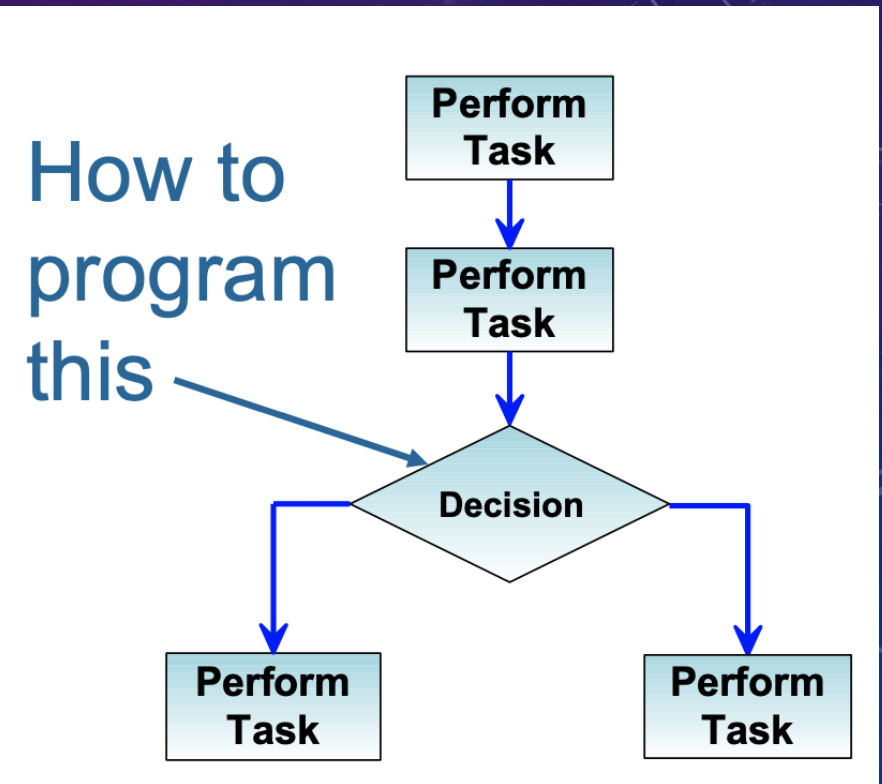 How to
program
this
Perform
Task
Perform
Task
Decision
Perform
Task
Perform
Task